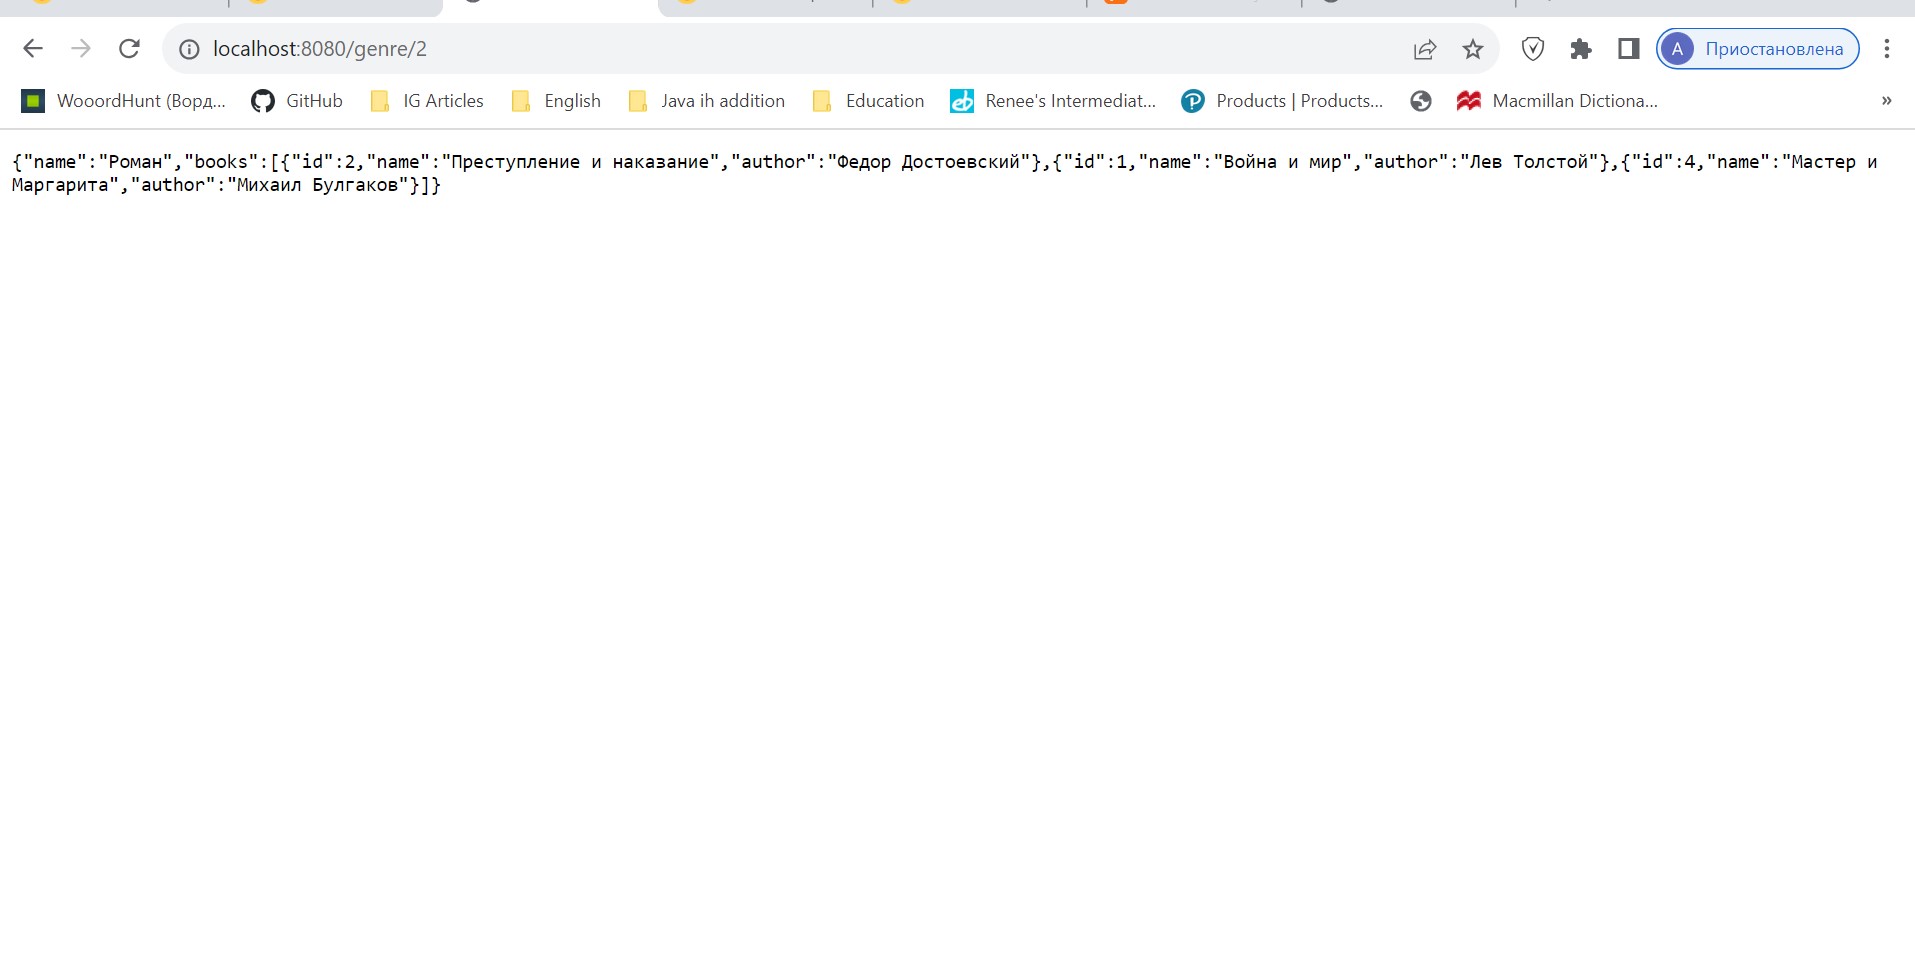 localhost:8080/genre/2
Приостановлена
WooordHunt (Ворд... GitHub IG Articles English Java ih addition Education Renee's Intermediat... Products | Products... Macmillan Dictiona... »
{"name":"Роман","books":[{"id":2,"name":"Преступление и наказание","author":"Федор Достоевский"},{"id":1,"name":"Война и мир","author":"Лев Толстой"},{"id":4,"name":"Мастер и
Маргарита","author":"Михаил Булгаков"}]}